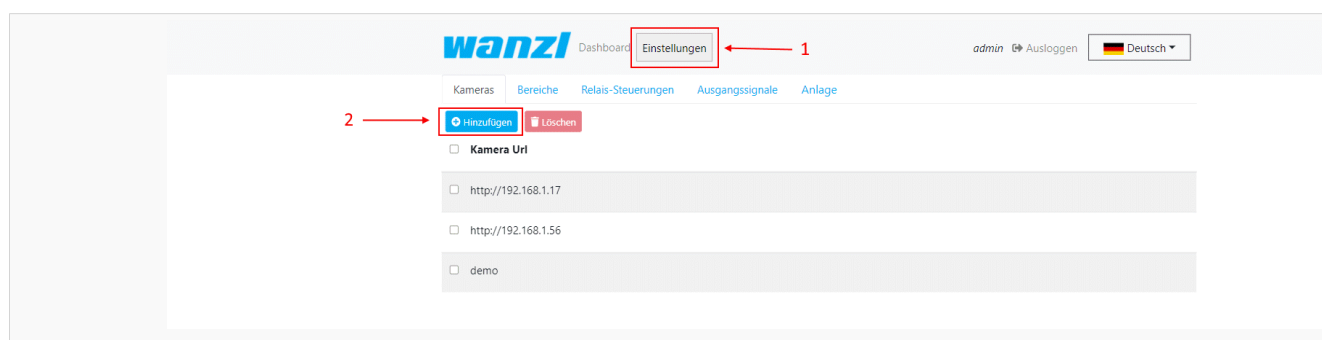 wanzl Dashboard Einstellungen 1 admin Ausloggen Deutsch
Kameras Bereiche Relais-Steuerungen Ausgangssignale Anlage
2 Hinzufügen Löschen
Kamera Url
http://192.168.1.17
http://192.168.1.56
demo